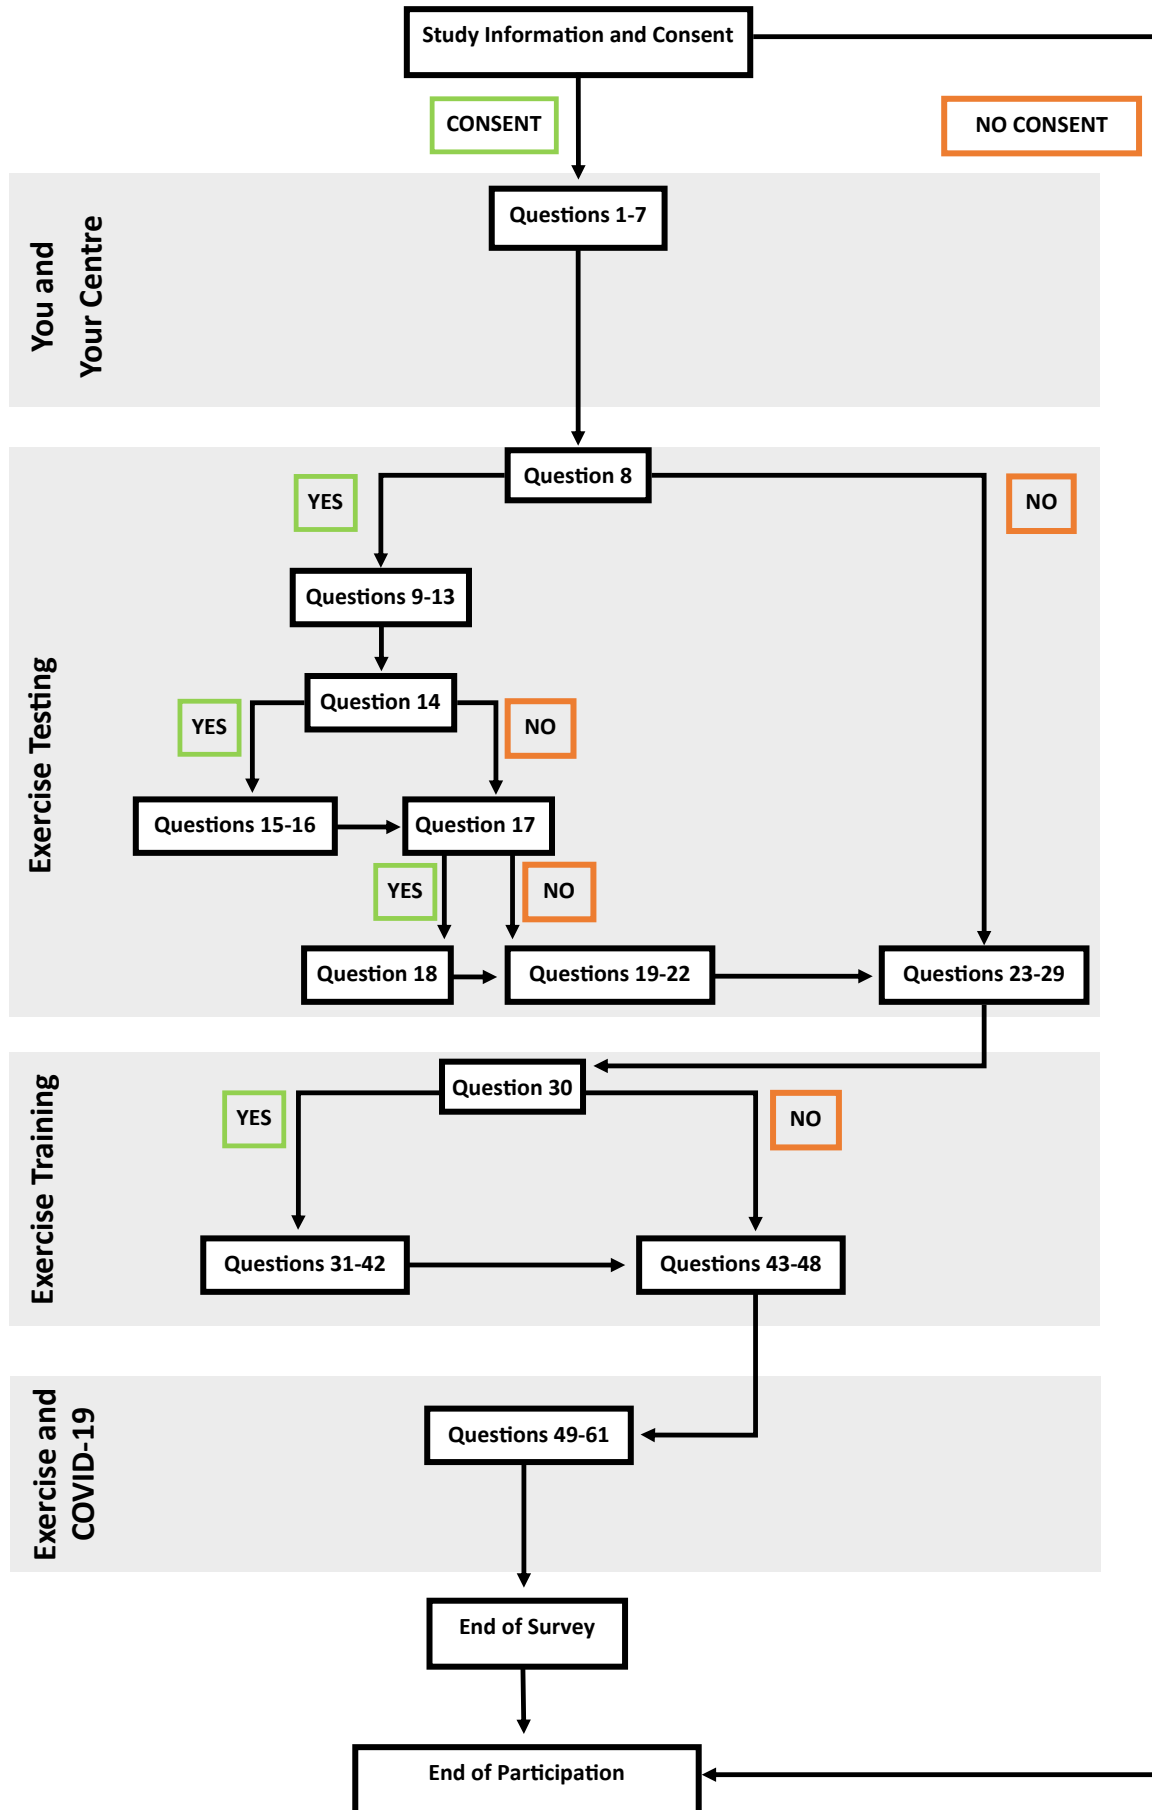 Study Information and Consent
CONSENT
NO CONSENT
You and
Your Centre
Questions 1-7
Exercise Testing
Question 8
YES
NO
Questions 9-13
Question 14
YES
NO
Questions 15-16
Question 17
YES
NO
Question 18
Questions 19-22
Questions 23-29
Exercise Training
Question 30
YES
NO
Questions 31-42
Questions 43-48
Exercise and
COVID-19
Questions 49-61
End of Survey
End of Participation